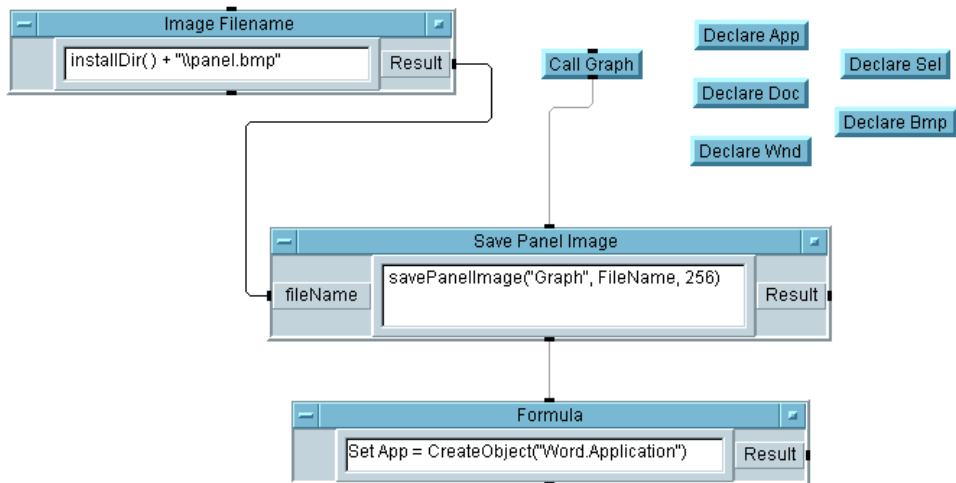 Image Filename
installDir( ) + "\\panel.bmp"
Result
Call Graph
Declare App
Declare Sel
Declare Doc
Declare Bmp
Declare Wnd
Save Panel Image
fileName
savePanelImage("Graph", FileName, 256)
Result
Formula
Set App = CreateObject("Word.Application")
Result